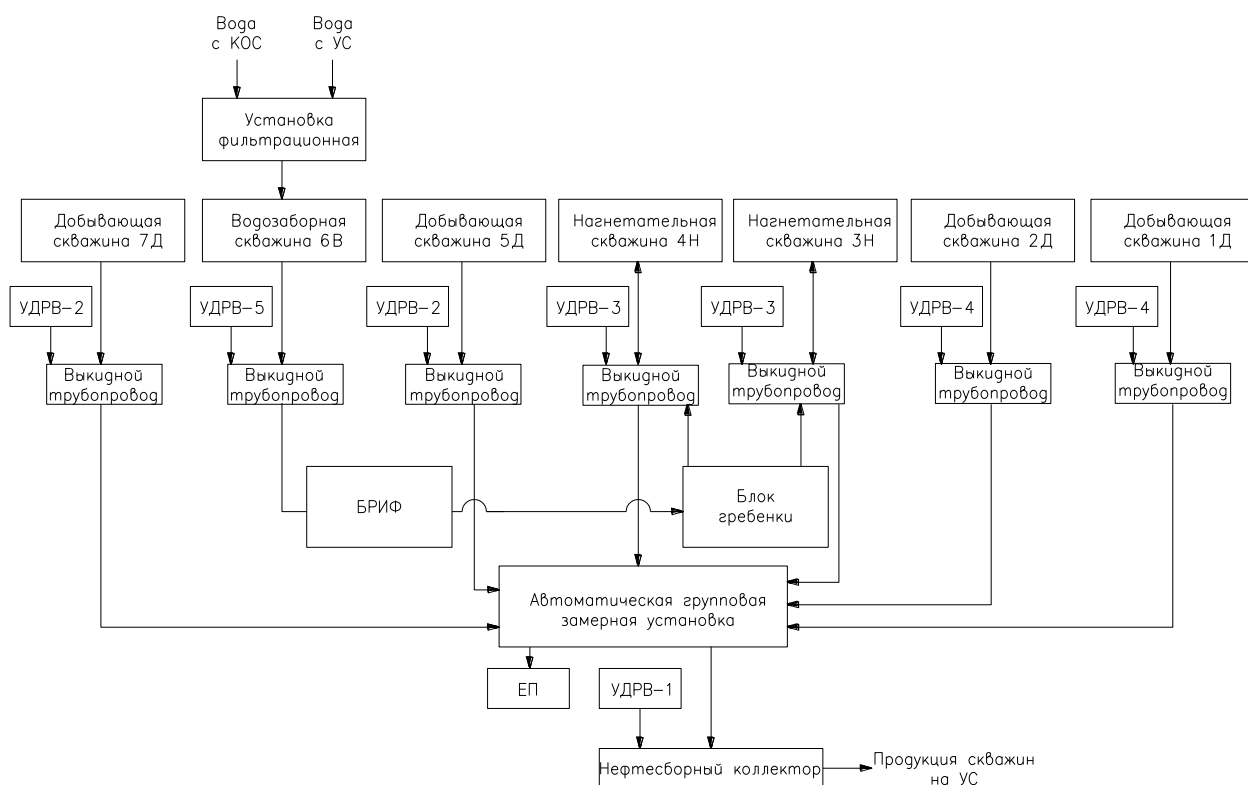 Вода
с КОС
Вода
с УС
Установка
фильтрационная
Добывающая
скважина 7Д
Водозаборная
скважина 6В
Добывающая
скважина 5Д
Нагнетательная
скважина 4Н
Нагнетательная
скважина 3Н
Добывающая
скважина 2Д
Добывающая
скважина 1Д
УДРВ-2
УДРВ-5
УДРВ-2
УДРВ-3
УДРВ-3
УДРВ-4
УДРВ-4
Выкидной
трубопровод
Выкидной
трубопровод
Выкидной
трубопровод
Выкидной
трубопровод
Выкидной
трубопровод
Выкидной
трубопровод
Выкидной
трубопровод
БРИФ
Блок
гребенки
Автоматическая групповая
замерная установка
ЕП
УДРВ-1
Нефтесборный коллектор
Продукция скважин
на УС